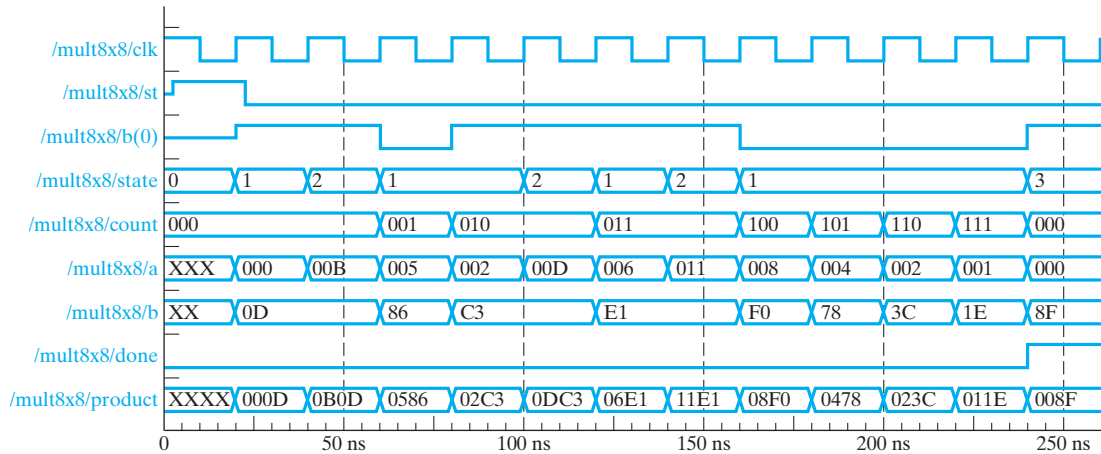 /mult8x8/clk
/mult8x8/st
/mult8x8/b(0)
/mult8x8/state 0 1 2 1 2 1 2 1 3
/mult8x8/count 000 001 010 011 100 101 110 111 000
/mult8x8/a XXX 000 00B 005 002 00D 006 011 008 004 002 001 000
/mult8x8/b XX 0D 86 C3 E1 F0 78 3C 1E 8F
/mult8x8/done
/mult8x8/product XXXX 000D 0B0D 0586 02C3 0DC3 06E1 11E1 08F0 0478 023C 011E 008F
0 50 ns 100 ns 150 ns 200 ns 250 ns